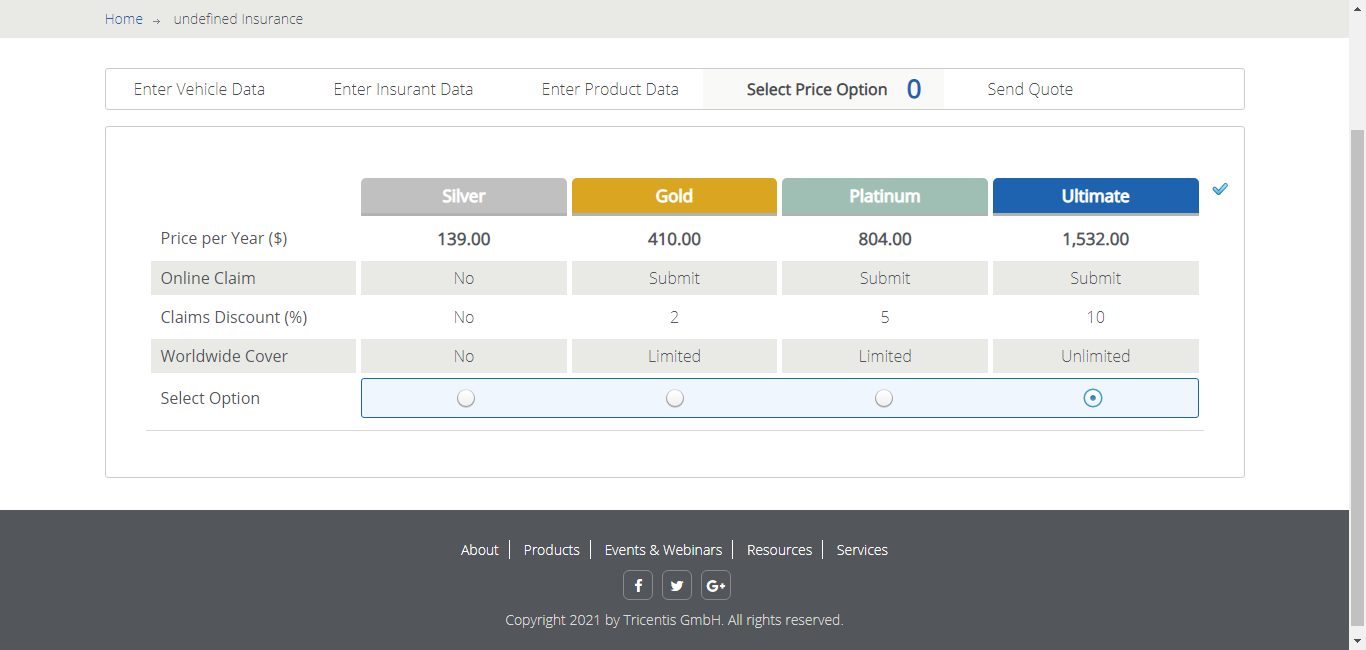 Home → undefined Insurance
Enter Vehicle Data Enter Insurant Data Enter Product Data Select Price Option 0 Send Quote
Silver Gold Platinum Ultimate
Price per Year ($) 139.00 410.00 804.00 1,532.00
Online Claim No Submit Submit Submit
Claims Discount (%) No 2 5 10
Worldwide Cover No Limited Limited Unlimited
Select Option
About Products Events & Webinars Resources Services
f G+
Copyright 2021 by Tricentis GmbH. All rights reserved.